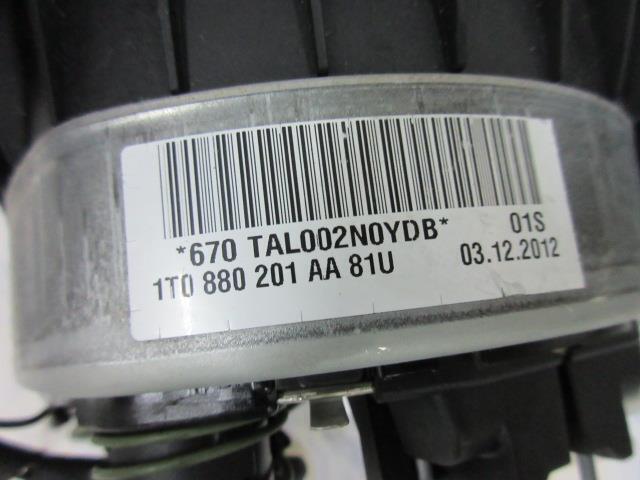 *670 TAL002N0YDB* 01S
1T0 880 201 AA 81U 03.12.2012